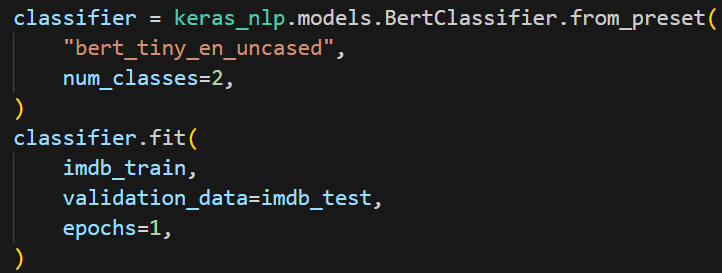 classifier = keras_nlp.models.BertClassifier.from_preset(
    "bert_tiny_en_uncased",
    num_classes=2,
)
classifier.fit(
    imdb_train,
    validation_data=imdb_test,
    epochs=1,
)